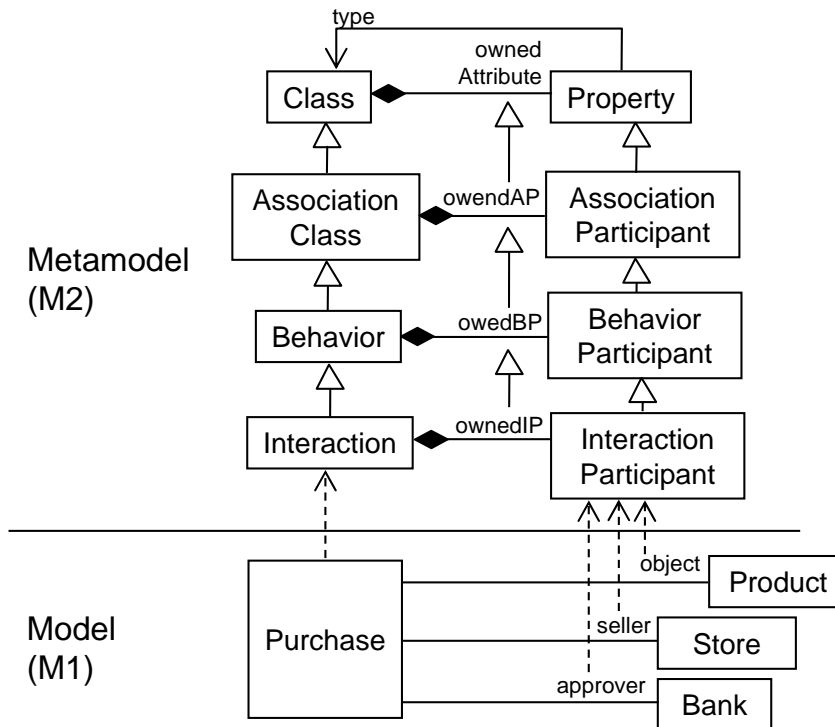 type
owned
Attribute
Class
Property
Association
Class
owendAP
Association
Participant
Metamodel
(M2)
Behavior
owedBP
Behavior
Participant
Interaction
ownedIP
Interaction
Participant
Model
(M1)
Purchase
object
Product
seller
Store
approver
Bank